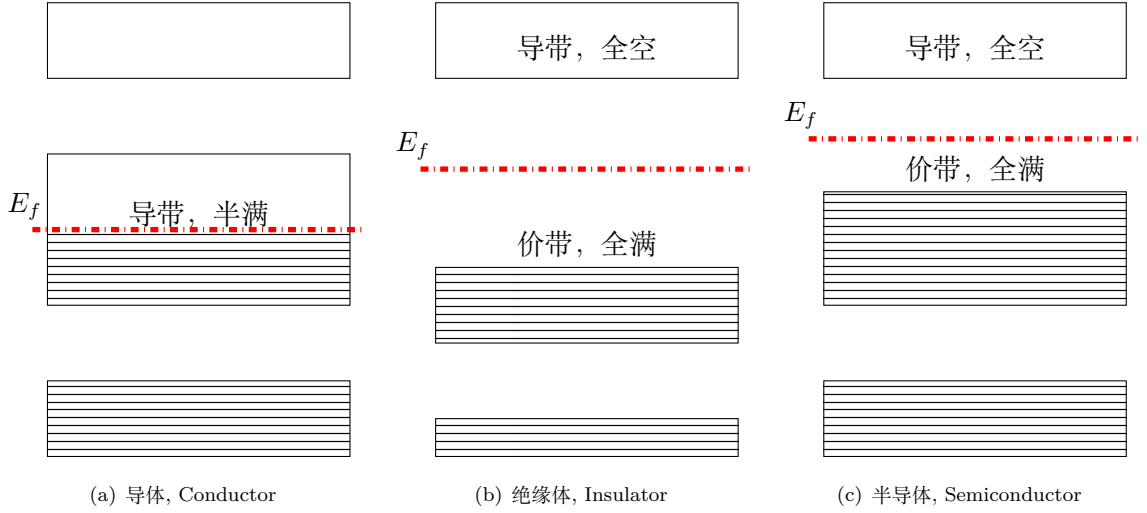 导带，全空
导带，全空
E_f
E_f
价带，全满
E_f
导带，半满
价带，全满
(a) 导体, Conductor
(b) 绝缘体, Insulator
(c) 半导体, Semiconductor